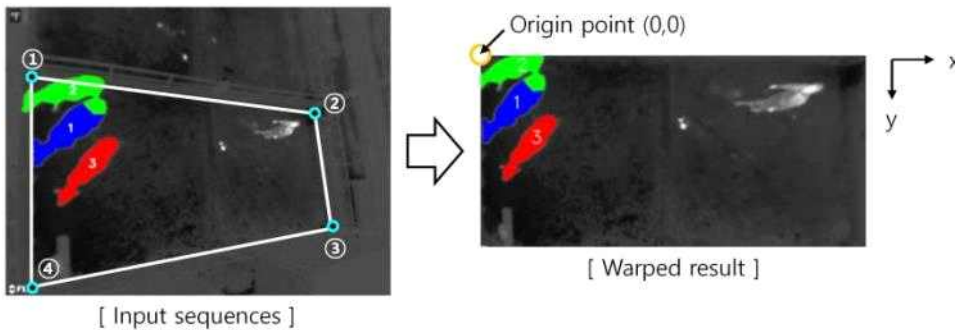 Origin point (0,0)
①
②
2
1
3
③
④
x
y
2
1
3
[ Input sequences ]
[ Warped result ]